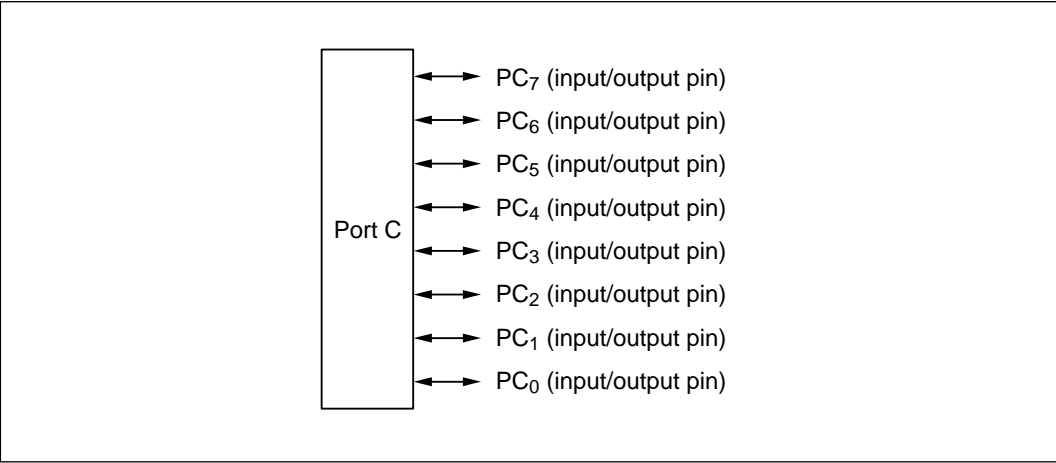 PC₇ (input/output pin)
PC₆ (input/output pin)
PC₅ (input/output pin)
PC₄ (input/output pin)
Port C
PC₃ (input/output pin)
PC₂ (input/output pin)
PC₁ (input/output pin)
PC₀ (input/output pin)